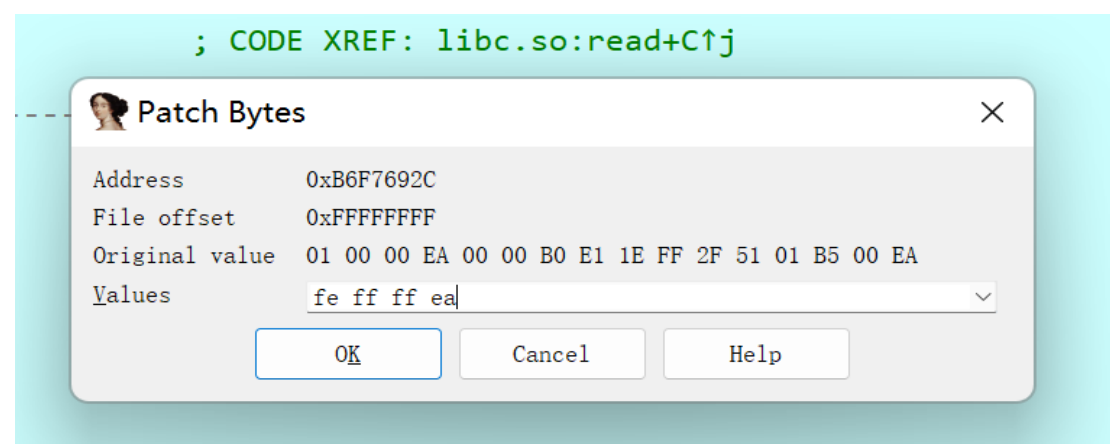 ; CODE XREF: libc.so:read+C↑j
Patch Bytes
Address 0xB6F7692C
File offset 0xFFFFFFFF
Original value 01 00 00 EA 00 00 B0 E1 1E FF 2F 51 01 B5 00 EA
Values fe ff ff ea
OK Cancel Help